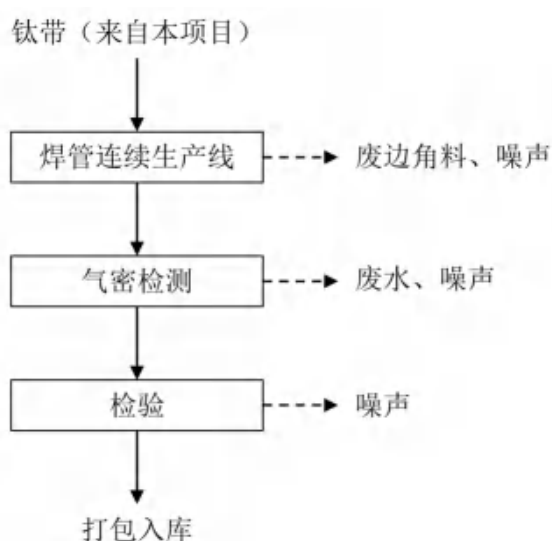 钛带（来自本项目）
焊管连续生产线
废边角料、噪声
气密检测
废水、噪声
检验
噪声
打包入库